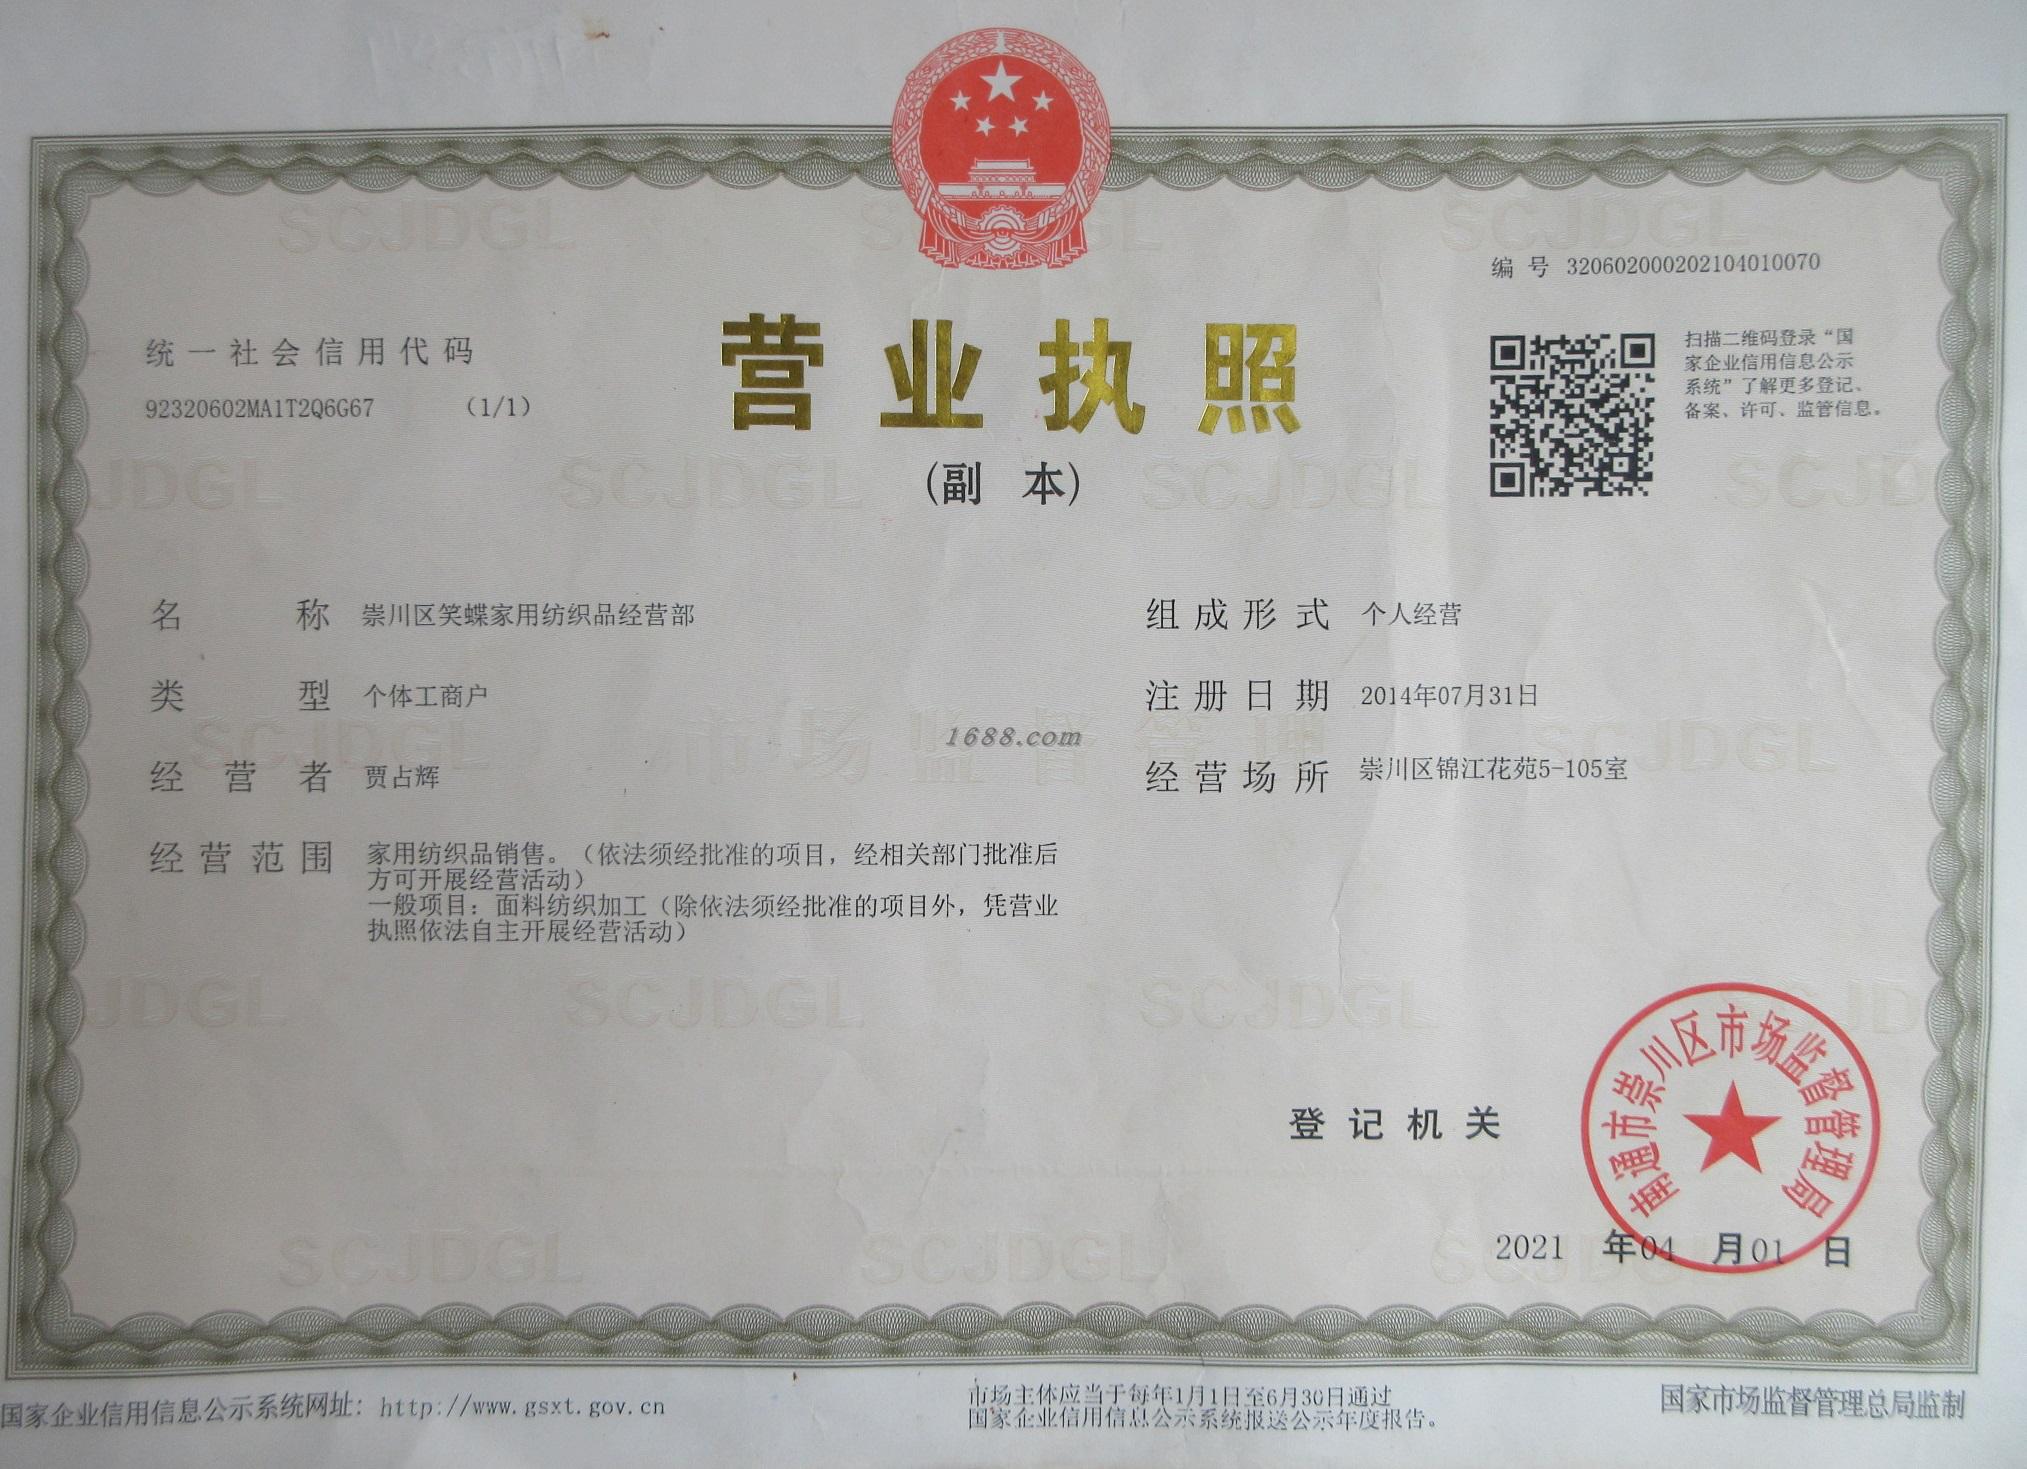 编 号 320602000202104010070
统一社会信用代码
92320602MA1T2Q6G67 （1/1）
营业执照
(副 本)
扫描二维码登录“国
家企业信用信息公示
系统”了解更多登记、
备案、许可、监管信息。
名 称 崇川区笑蝶家用纺织品经营部
类 型 个体工商户
经 营 者 贾占辉
经营范围 家用纺织品销售。（依法须经批准的项目，经相关部门批准后
方可开展经营活动）
一般项目：面料纺织加工（除依法须经批准的项目外，凭营业
执照依法自主开展经营活动）
组成形式 个人经营
注册日期 2014年07月31日
经营场所 崇川区锦江花苑5-105室
1688.com
市场监督管理
SCJDGL
登记机关
南通市崇川区市场监督管理局
2021 年04 月01 日
国家企业信用信息公示系统网址：http://www.gsxt.gov.cn
市场主体应当于每年1月1日至6月30日通过
国家企业信用信息公示系统报送公示年度报告。
国家市场监督管理总局监制